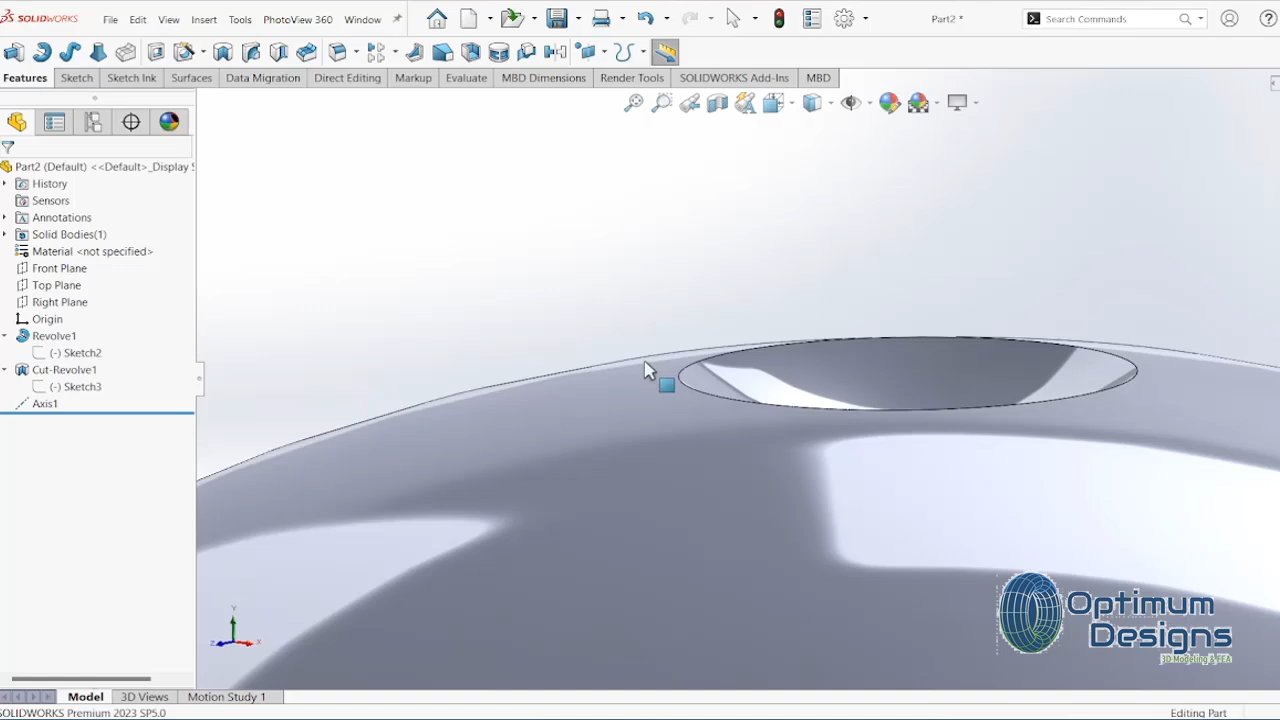 SOLIDWORKS
File
Edit
View
Insert
Tools
PhotoView 360
Window
Part2 *
Search Commands
Features
Sketch
Sketch Ink
Surfaces
Data Migration
Direct Editing
Markup
Evaluate
MBD Dimensions
Render Tools
SOLIDWORKS Add-Ins
MBD
Part2 (Default) <<Default>_Display S
History
Sensors
Annotations
Solid Bodies(1)
Material <not specified>
Front Plane
Top Plane
Right Plane
Origin
Revolve1
(-) Sketch2
Cut-Revolve1
(-) Sketch3
Axis1
Y
Z
X
Optimum
Designs
3D Modeling & FEA
Model
3D Views
Motion Study 1
SOLIDWORKS Premium 2023 SP5.0
Editing Part